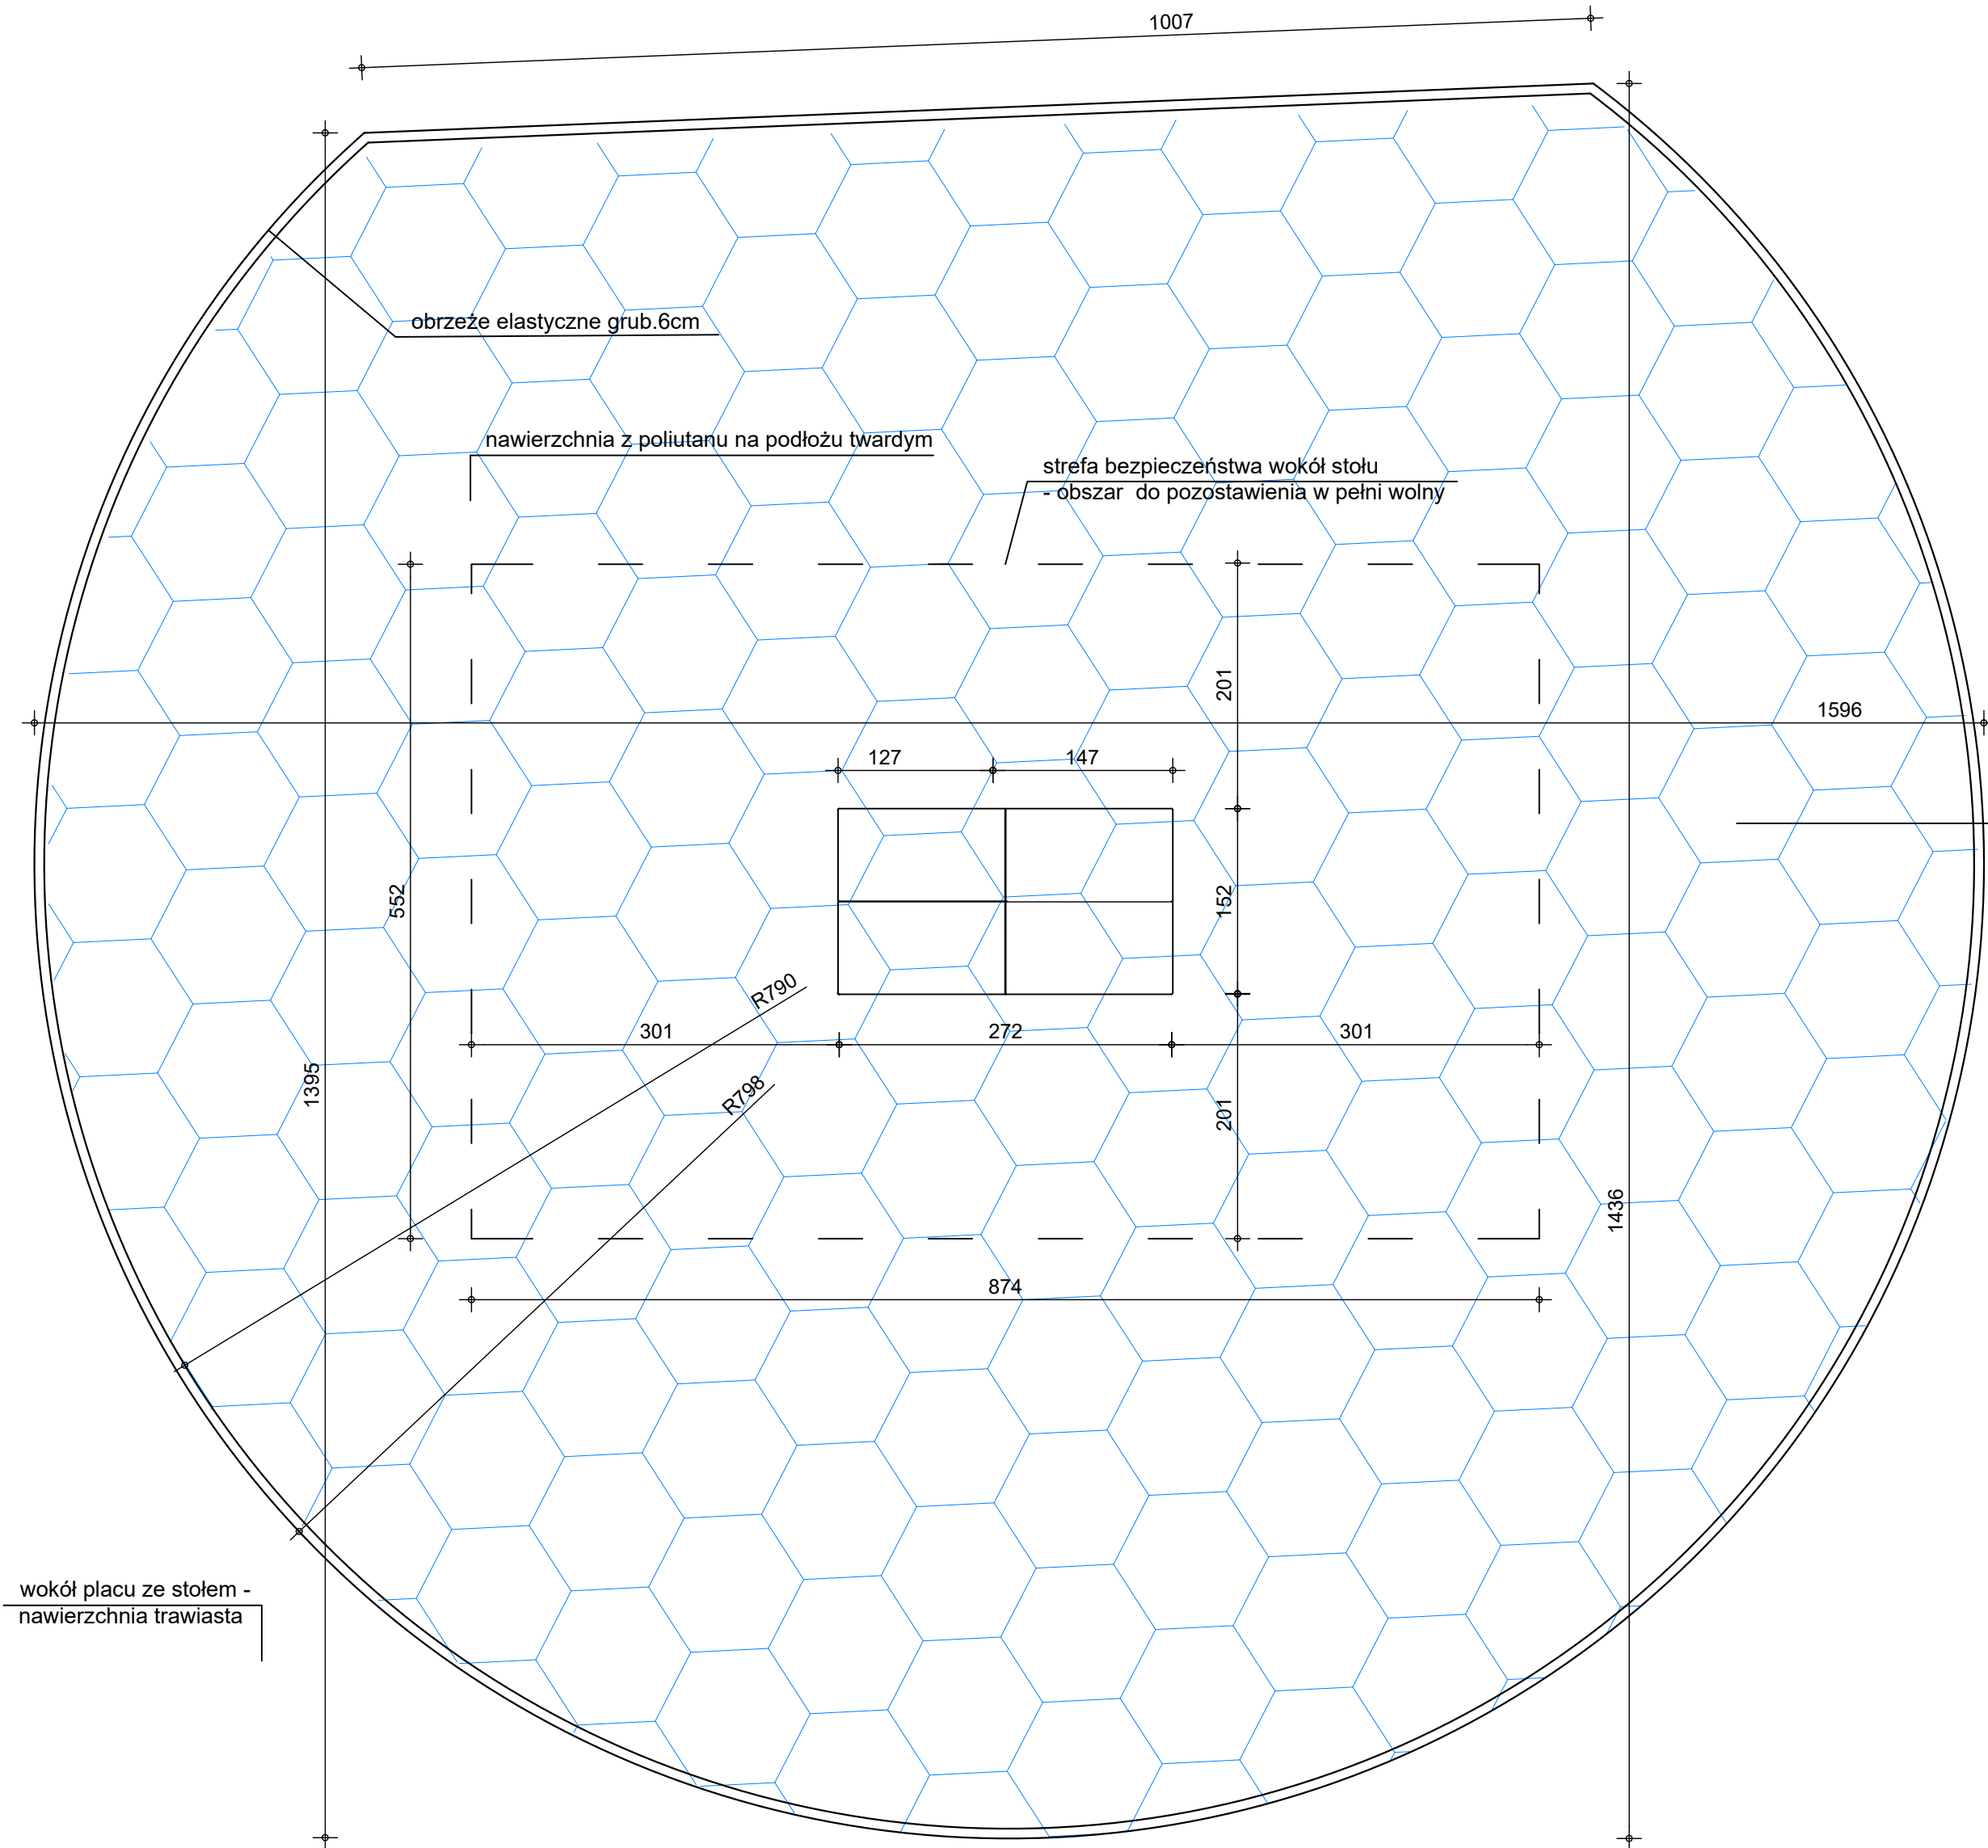 1007
obrzeże elastyczne grub.6cm
nawierzchnia z poliutanu na podłożu twardym
strefa bezpieczeństwa wokół stołu
- obszar do pozostawienia w pełni wolny
201
1596
127
147
552
152
R790
301
272
301
1395
R798
201
1436
874
wokół placu ze stołem -
nawierzchnia trawiasta